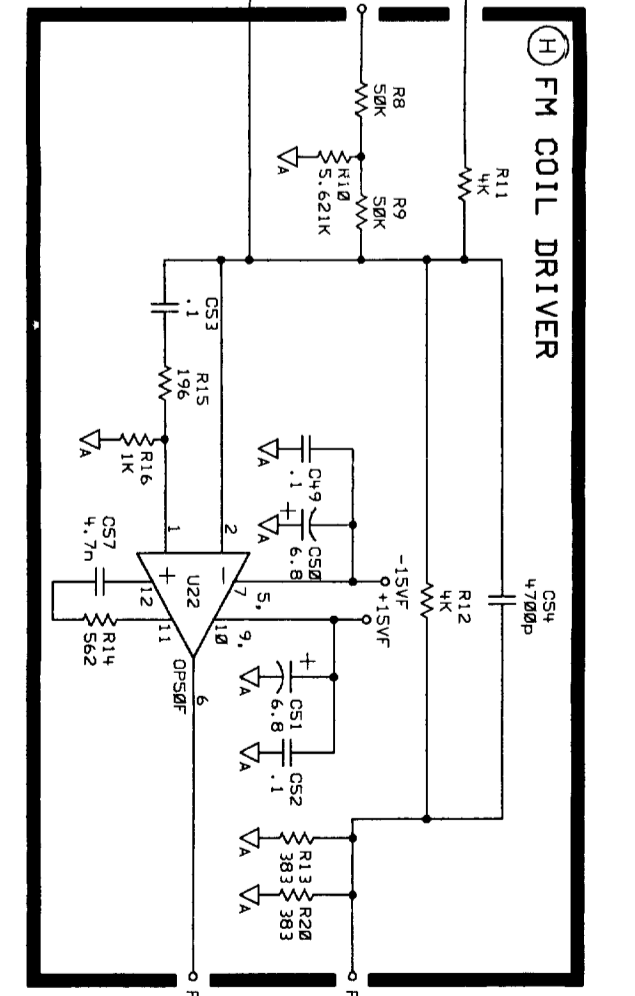 H FM COIL DRIVER
R11
4K
R8
50K
R10
5.621K
A
R9
50K
C53
.1
R15
196
R16
1K
A
C49
.1
A
C50
6.8
+
A
-15VF
+15VF
R12
4K
C54
4700p
C57
4.7n
R14
562
1
2
+
-
U22
12
11
7
5,
10
9,
6
OP50F
+
C51
6.8
A
C52
.1
A
R13
383
A
R20
383
A